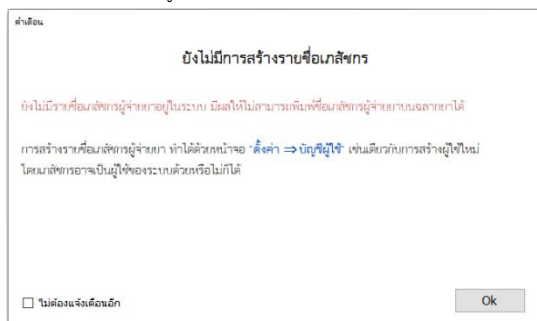 คำเตือน
ยังไม่มีการสร้างรายชื่อเภสัชกร
ยังไม่มีรายชื่อเภสัชกรผู้จ่ายยาอยู่ในระบบ มีผลให้ไม่สามารถพิมพ์ชื่อเภสัชกรผู้จ่ายยาบนฉลากยาได้
การสร้างรายชื่อเภสัชกรผู้จ่ายยา ทำได้ด้วยหน้าจอ "ตั้งค่า ⇒ บัญชีผู้ใช้" เช่นเดียวกับการสร้างผู้ใช้ใหม่
โดยเภสัชกรอาจเป็นผู้ใช้ของระบบด้วยหรือไม่ก็ได้
ไม่ต้องแจ้งเตือนอีก
Ok